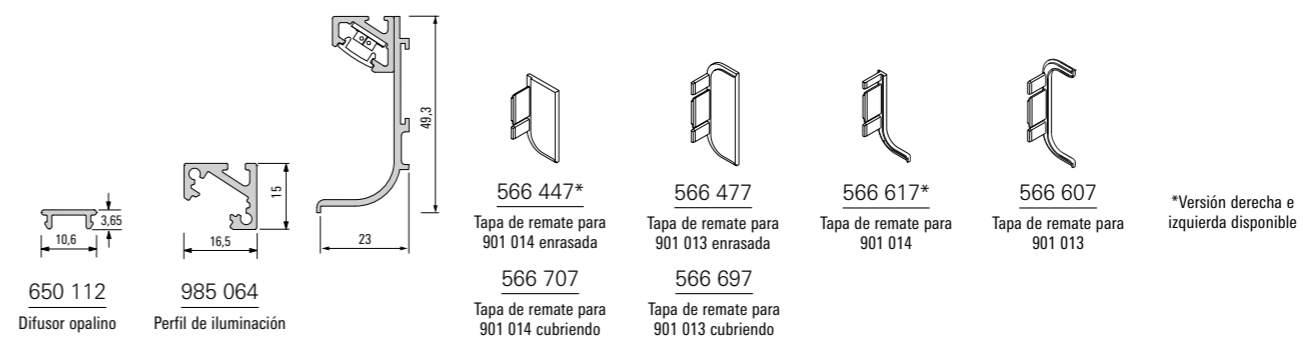 3,65
10,6
650 112
Difusor opalino
15
16,5
985 064
Perfil de iluminación
49,3
23
566 447*
Tapa de remate para
901 014 enrasada
566 707
Tapa de remate para
901 014 cubriendo
566 477
Tapa de remate para
901 013 enrasada
566 697
Tapa de remate para
901 013 cubriendo
566 617*
Tapa de remate para
901 014
566 607
Tapa de remate para
901 013
*Versión derecha e
izquierda disponible